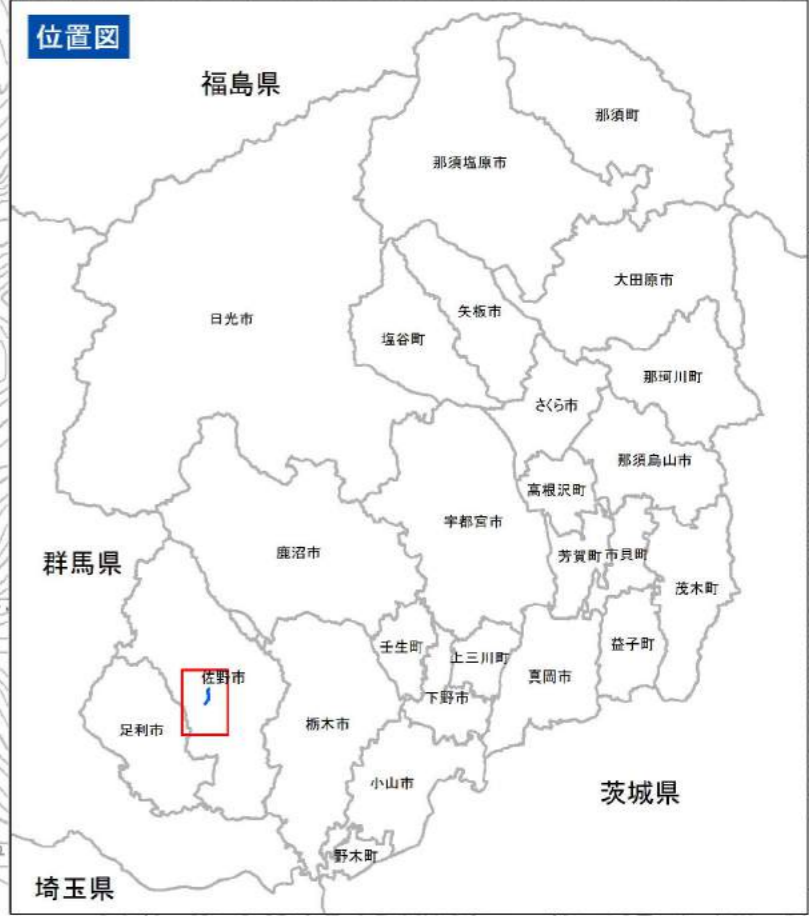 位置図
福島県
那須町
那須塩原市
大田原市
矢板市
日光市
塩谷町
那珂川町
さくら市
那須烏山市
高根沢町
宇都宮市
鹿沼市
芳賀町
市貝町
群馬県
茂木町
壬生町
上三川町
益子町
佐野市
真岡市
下野市
足利市
栃木市
小山市
茨城県
野木町
埼玉県